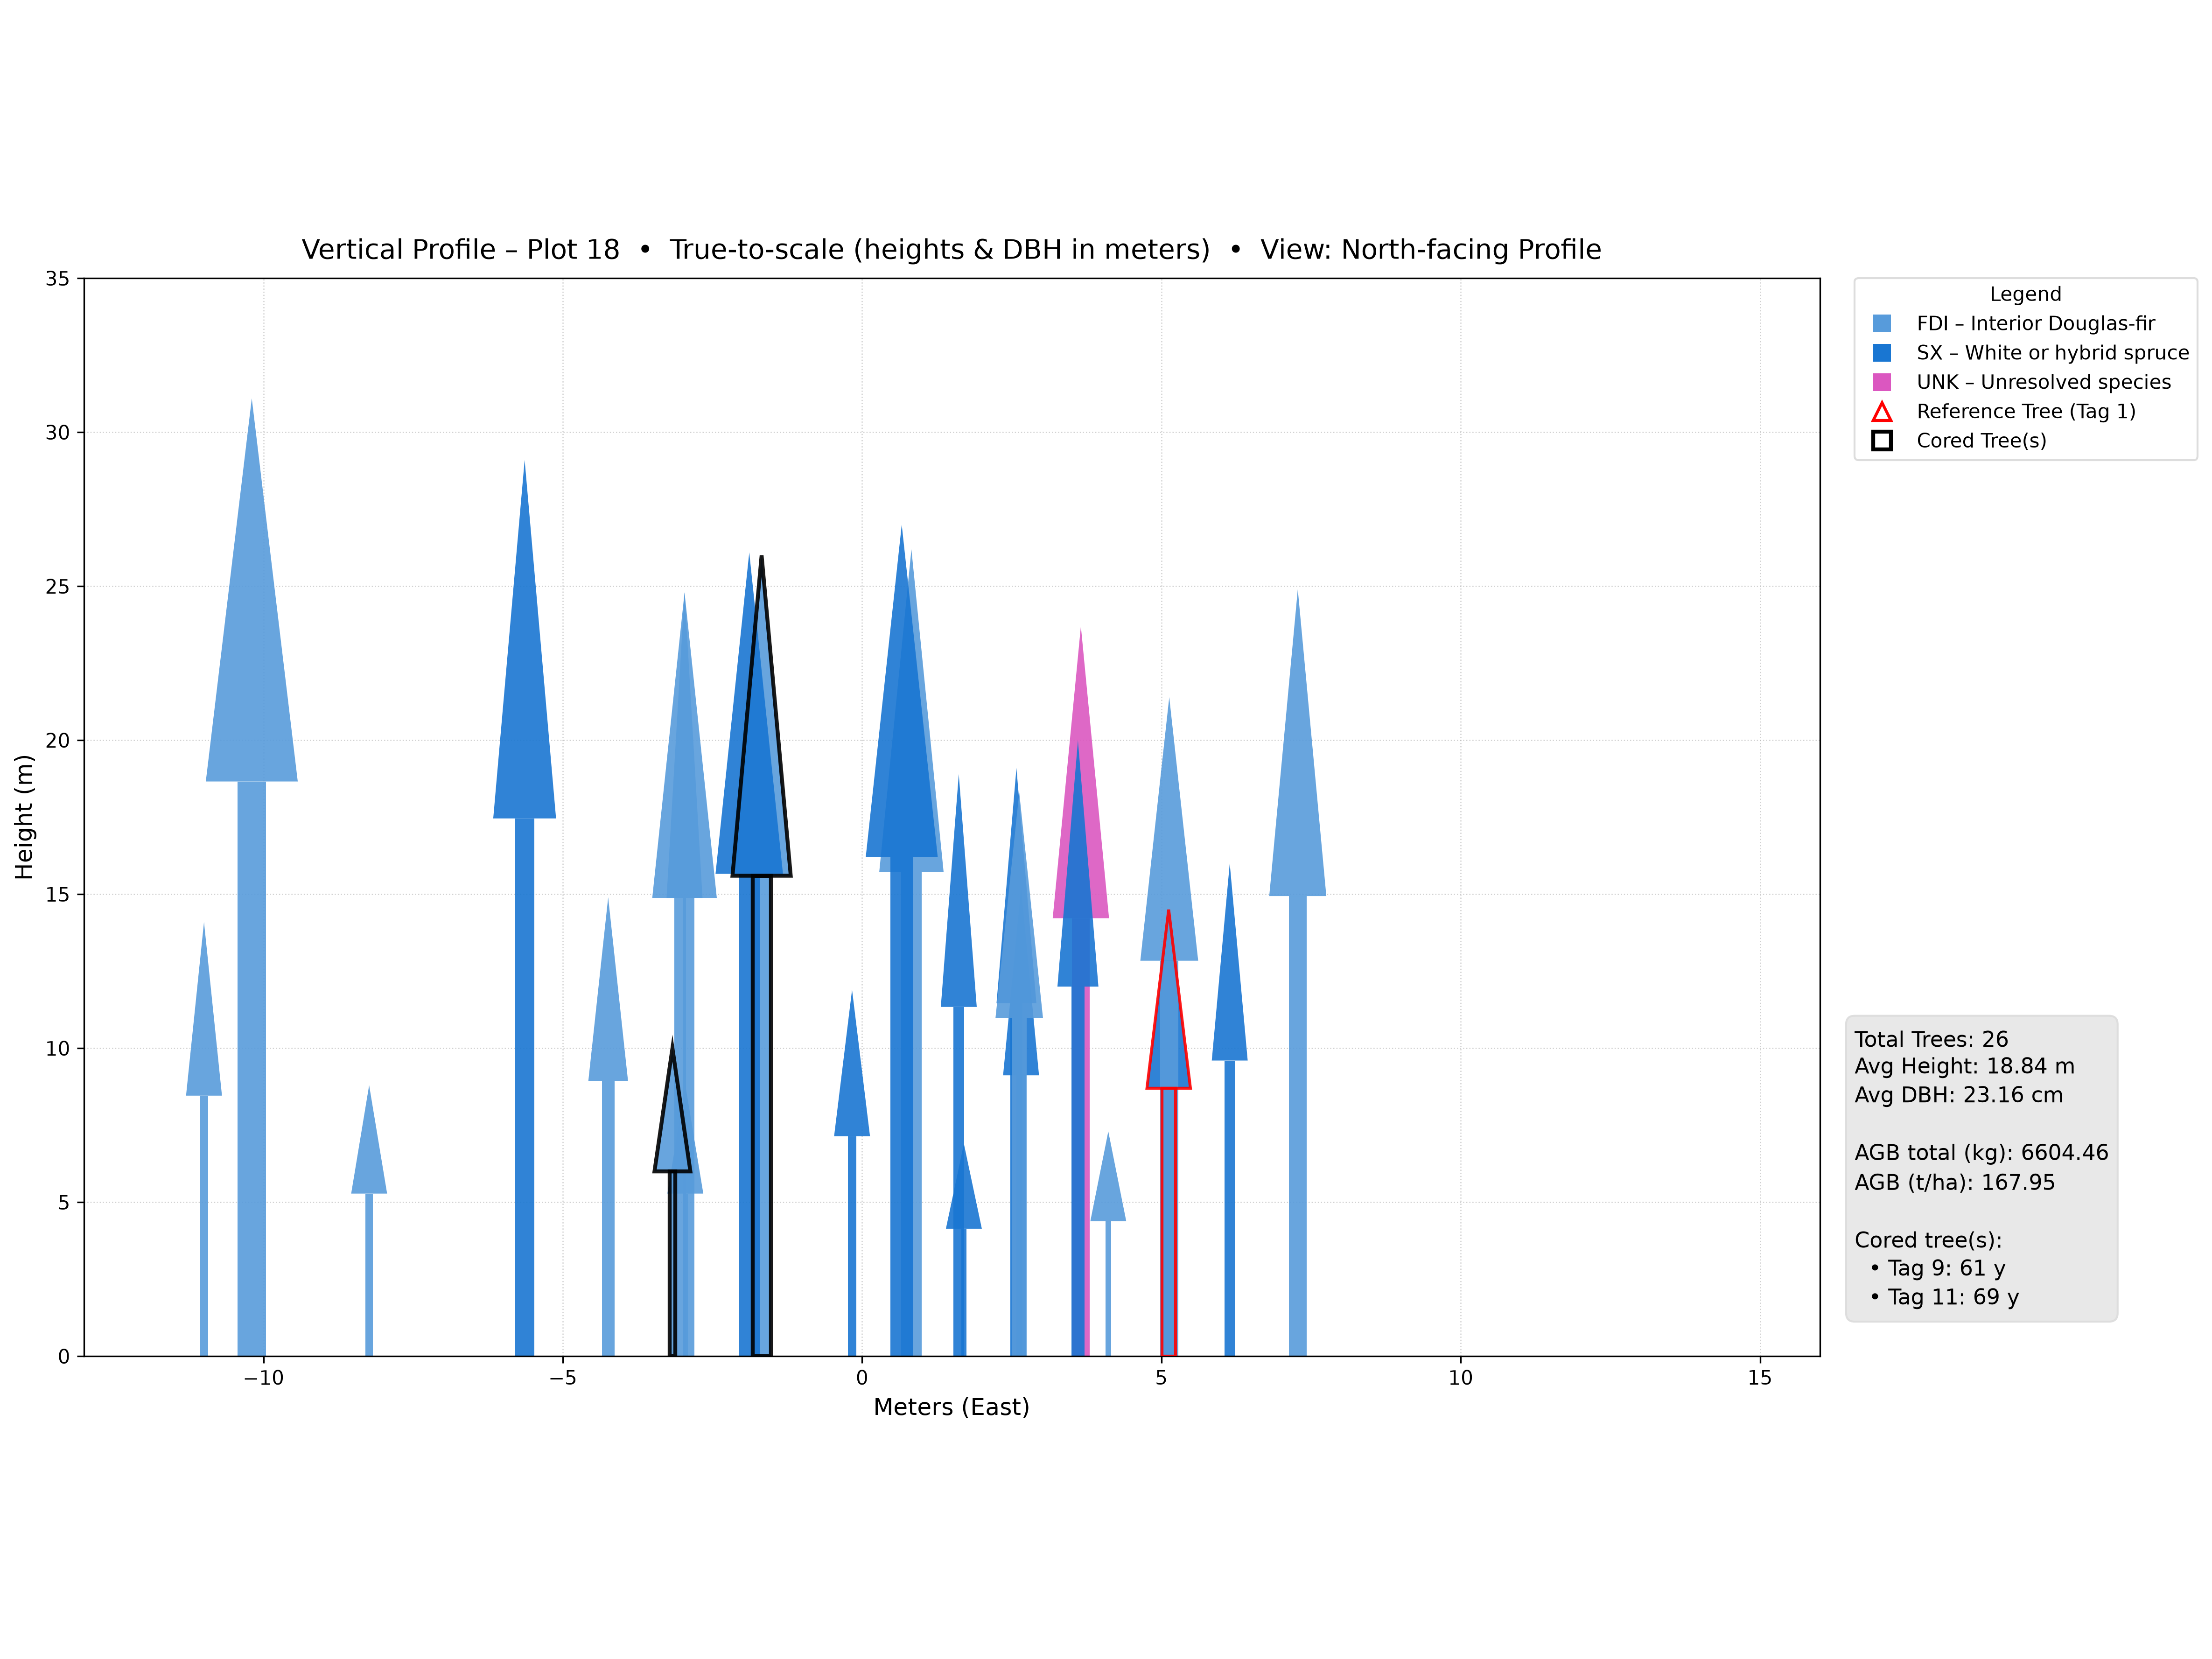 Vertical Profile – Plot 18 • True-to-scale (heights & DBH in meters) • View: North-facing Profile
35
30
25
20
15
10
5
0
Height (m)
−10
−5
0
5
10
15
Meters (East)
Legend
FDI – Interior Douglas-fir
SX – White or hybrid spruce
UNK – Unresolved species
Reference Tree (Tag 1)
Cored Tree(s)
Total Trees: 26
Avg Height: 18.84 m
Avg DBH: 23.16 cm
AGB total (kg): 6604.46
AGB (t/ha): 167.95
Cored tree(s):
• Tag 9: 61 y
• Tag 11: 69 y